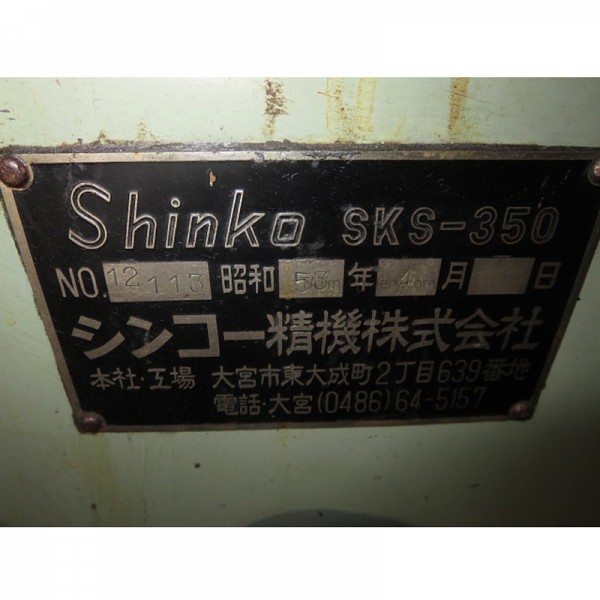 Shinko SKS-350
NO. 12113 昭和 53 年 4 月 日
シンコー精機株式会社
本社・工場 大宮市東大成町2丁目639番地
電話・大宮(0486)64-5157